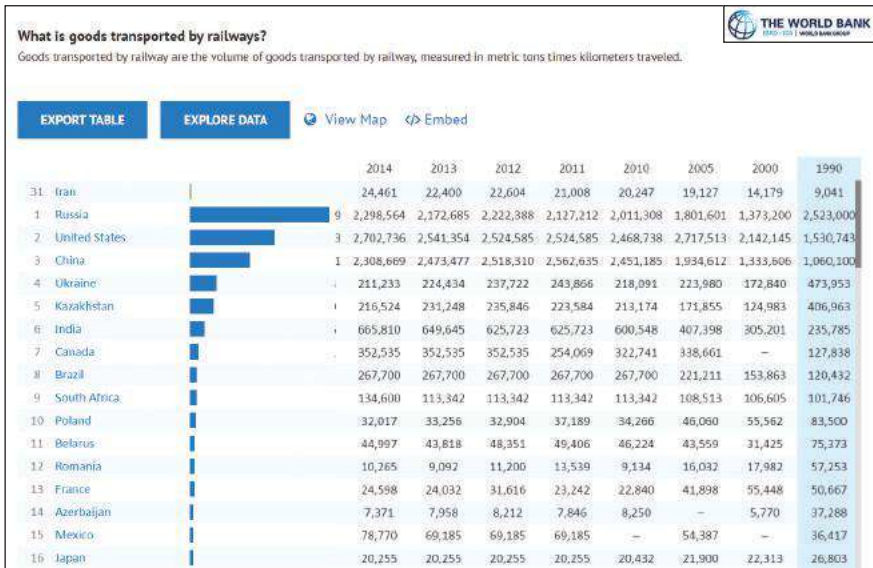 THE WORLD BANK
IBRD • IDA | WORLD BANK GROUP
What is goods transported by railways?
Goods transported by railway are the volume of goods transported by railway, measured in metric tons times kilometers traveled.
EXPORT TABLE EXPLORE DATA View Map </> Embed
2014 2013 2012 2011 2010 2005 2000 1990
31 Iran 24,461 22,400 22,604 21,008 20,247 19,127 14,179 9,041
1 Russia 9 2,298,564 2,172,685 2,222,388 2,127,212 2,011,308 1,801,601 1,373,200 2,523,000
2 United States 3 2,702,736 2,541,354 2,524,585 2,524,585 2,468,738 2,717,513 2,142,145 1,530,743
3 China 1 2,308,669 2,473,477 2,518,310 2,562,635 2,451,185 1,934,612 1,333,606 1,060,100
4 Ukraine 211,233 224,434 237,722 243,866 218,091 223,980 172,840 473,953
5 Kazakhstan 216,524 231,248 235,846 223,584 213,174 171,855 124,983 406,963
6 India 665,810 649,645 625,723 625,723 600,548 407,398 305,201 235,785
7 Canada 352,535 352,535 352,535 254,069 322,741 338,661 – 127,838
8 Brazil 267,700 267,700 267,700 267,700 267,700 221,211 153,863 120,432
9 South Africa 134,600 113,342 113,342 113,342 113,342 108,513 106,605 101,746
10 Poland 32,017 33,256 32,904 37,189 34,266 46,060 55,562 83,500
11 Belarus 44,997 43,818 48,351 49,406 46,224 43,559 31,425 75,373
12 Romania 10,265 9,092 11,200 13,539 9,134 16,032 17,982 57,253
13 France 24,598 24,032 31,616 23,242 22,840 41,898 55,448 50,667
14 Azerbaijan 7,371 7,958 8,212 7,846 8,250 – 5,770 37,288
15 Mexico 78,770 69,185 69,185 69,185 – 54,387 – 36,417
16 Japan 20,255 20,255 20,255 20,255 20,432 21,900 22,313 26,803